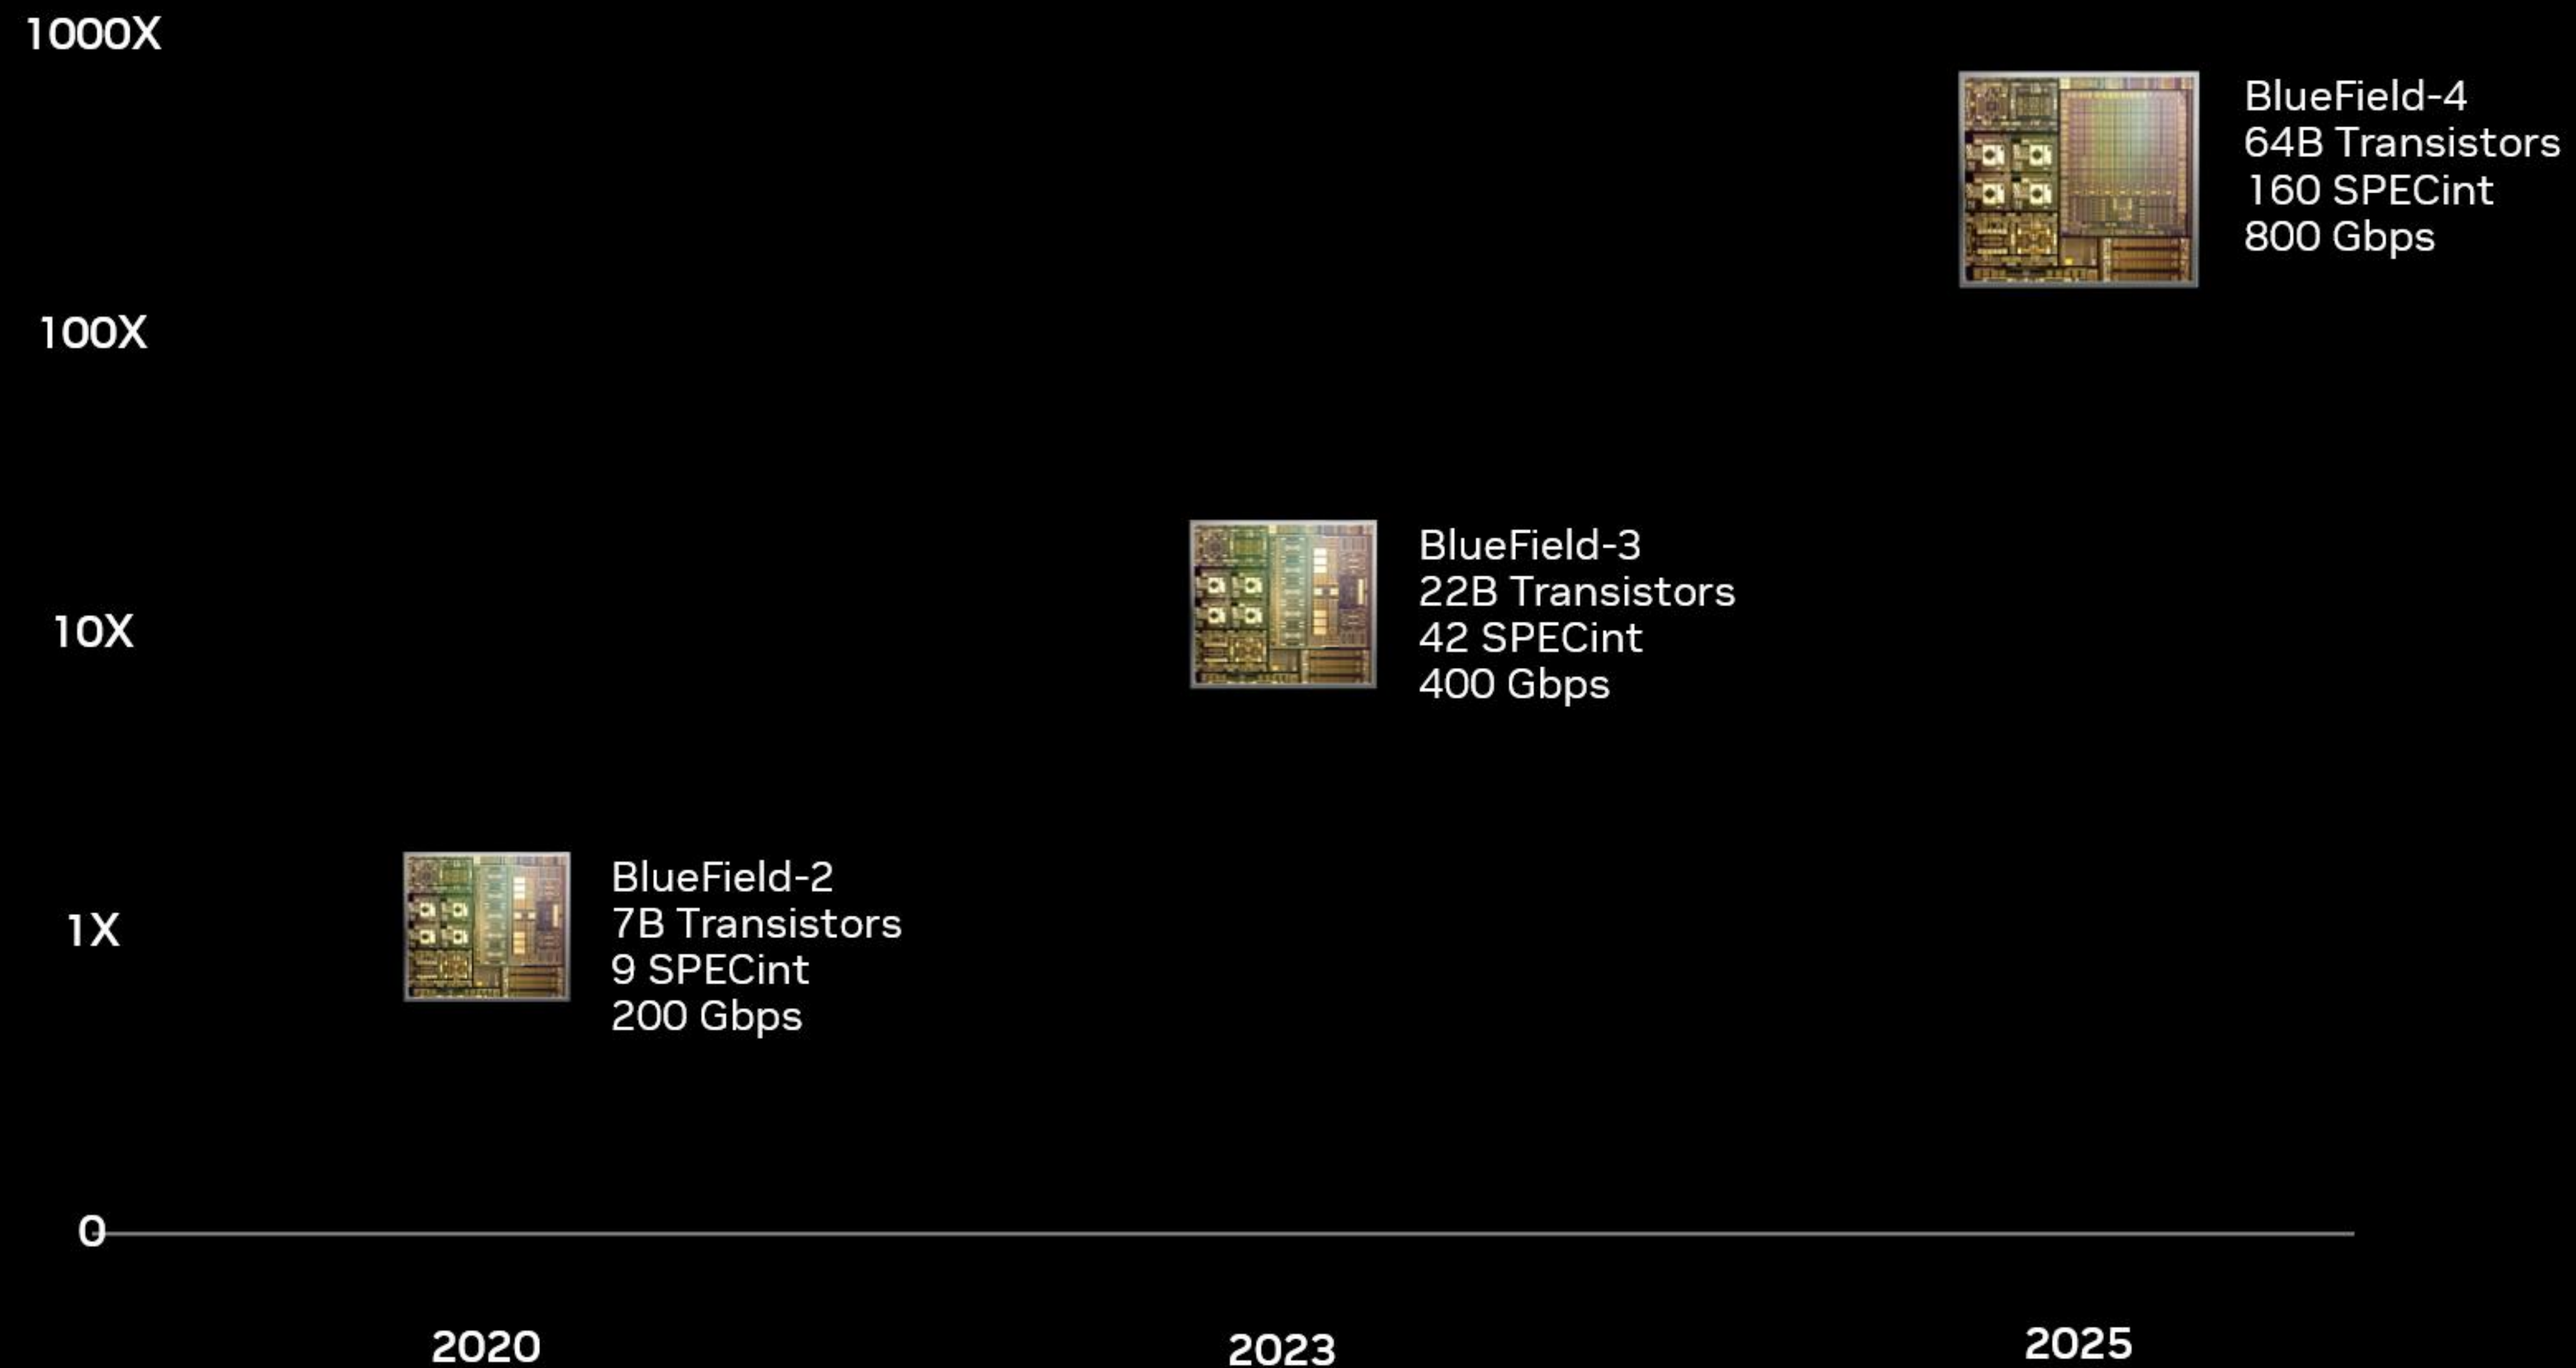 1000X
100X
10X
1X
0
BlueField-4
64B Transistors
160 SPECint
800 Gbps
BlueField-3
22B Transistors
42 SPECint
400 Gbps
BlueField-2
7B Transistors
9 SPECint
200 Gbps
2020
2023
2025